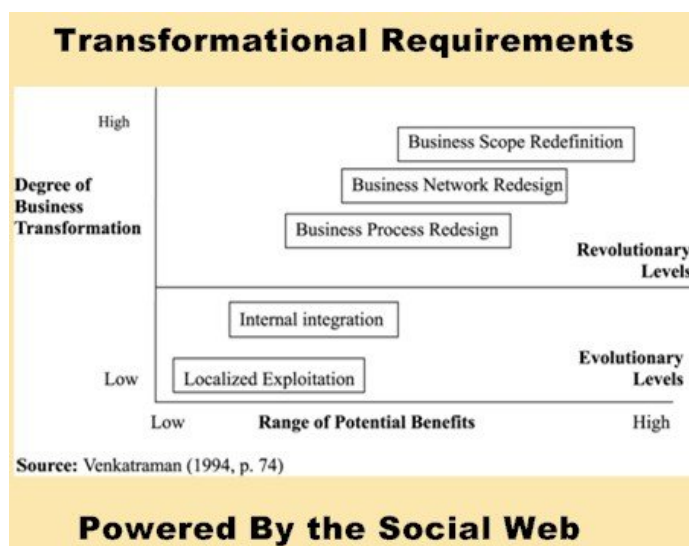 Transformational Requirements
High
Business Scope Redefinition
Degree of
Business
Transformation
Business Network Redesign
Business Process Redesign
Revolutionary
Levels
Internal integration
Evolutionary
Levels
Low
Localized Exploitation
Low
Range of Potential Benefits
High
Source: Venkatraman (1994, p. 74)
Powered By the Social Web